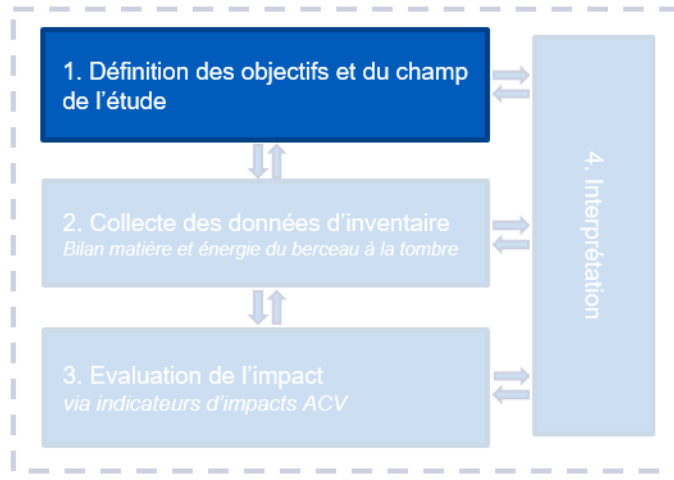 1. Définition des objectifs et du champ
de l’étude
2. Collecte des données d’inventaire
Bilan matière et énergie du berceau à la tombre
3. Evaluation de l’impact
via indicateurs d’impacts ACV
4. Interprétation